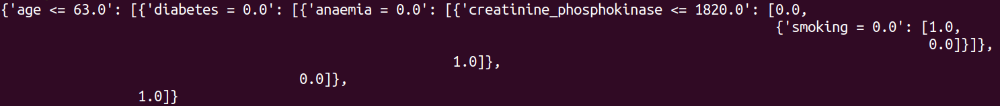 {'age <= 63.0': [{'diabetes = 0.0': [{'anaemia = 0.0': [{'creatinine_phosphokinase <= 1820.0': [0.0,
{'smoking = 0.0': [1.0,
0.0]}]},
1.0]},
0.0]},
1.0]}